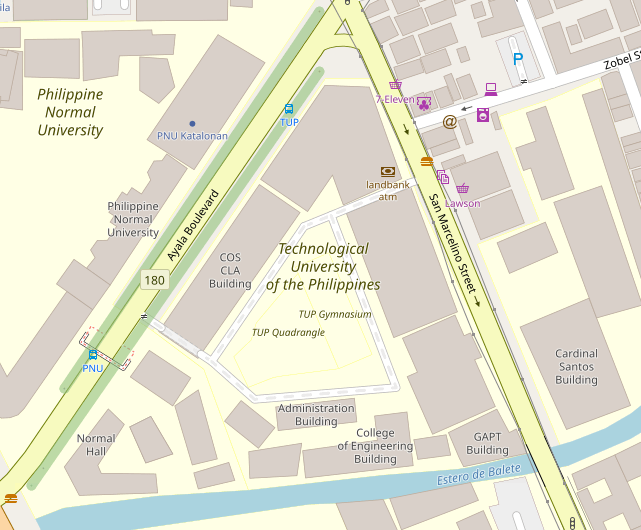 ila
P
Zobel St
Philippine
Normal
University
7-Eleven
TUP
PNU Katalonan
@
landbank
atm
Lawson
Philippine
Normal
University
Ayala Boulevard
San Marcelino Street
COS
CLA
Building
Technological
University
of the Philippines
180
TUP Gymnasium
TUP Quadrangle
PNU
Cardinal
Santos
Building
Administration
Building
Normal
Hall
College
of Engineering
Building
GAPT
Building
Estero de Balete